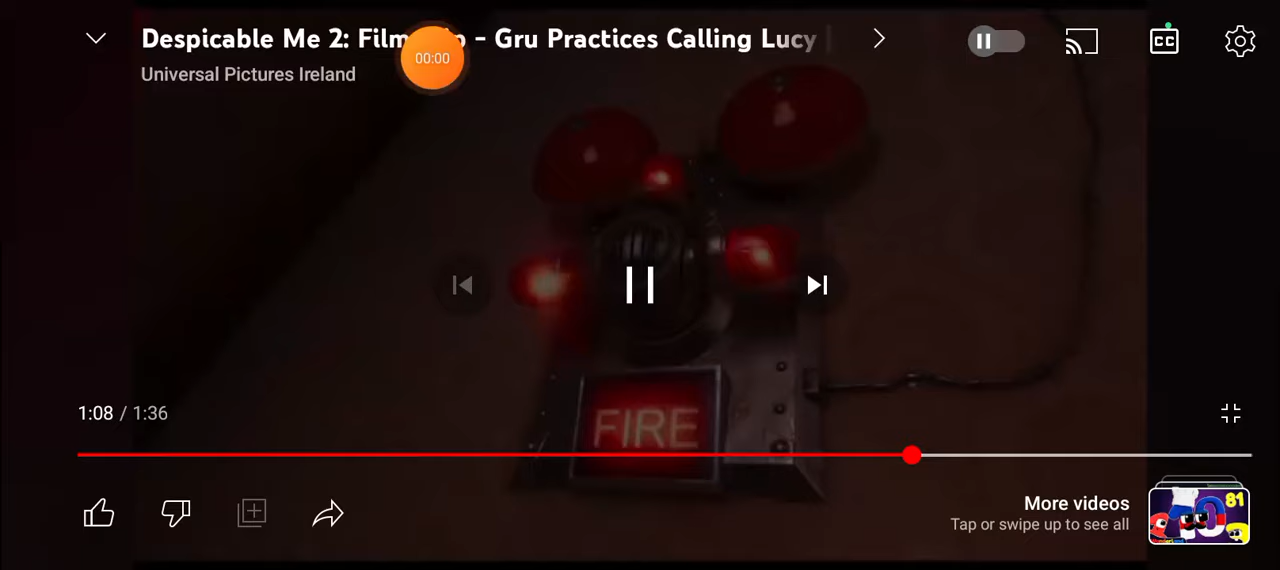 Despicable Me 2: Film - Gru Practices Calling Lucy
00:00
CC
Universal Pictures Ireland
FIRE
1:08 / 1:36
More videos
Tap or swipe up to see all
81